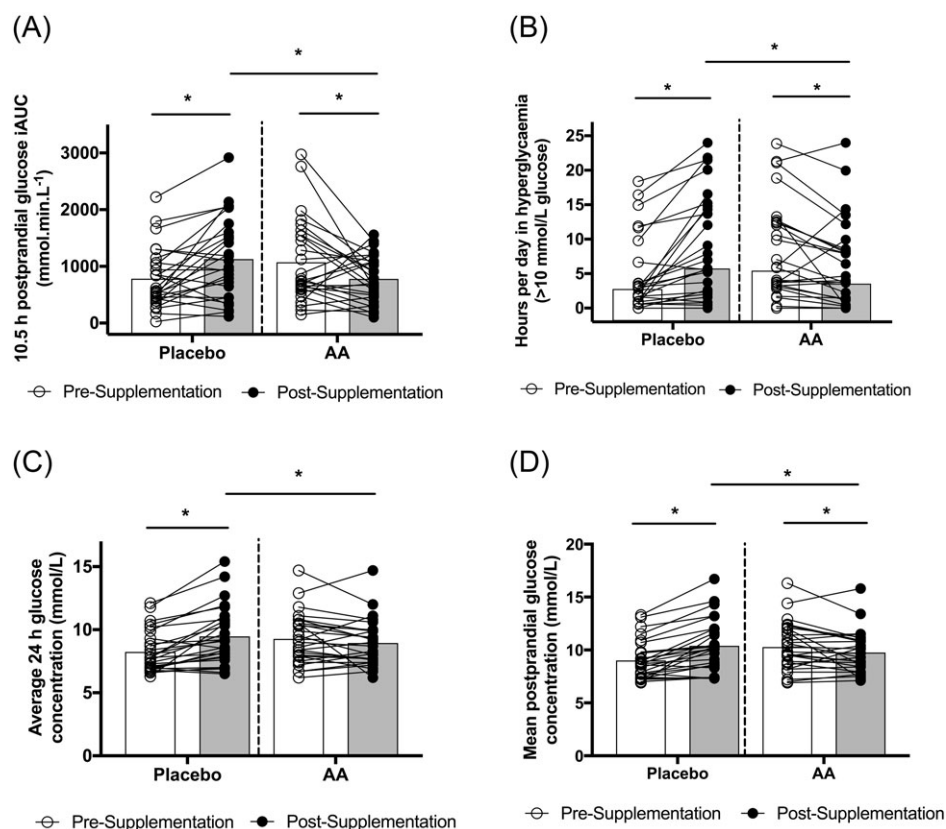 (A)
10.5 h postprandial glucose iAUC
(mmol.min.L⁻¹)
3000
2000
1000
0
*
*
*
Placebo
AA
Pre-Supplementation
Post-Supplementation
(B)
Hours per day in hyperglycaemia
(>10 mmol/L glucose)
25
20
15
10
5
0
*
*
*
Placebo
AA
Pre-Supplementation
Post-Supplementation
(C)
Average 24 h glucose
concentration (mmol/L)
15
10
5
0
*
*
Placebo
AA
Pre-Supplementation
Post-Supplementation
(D)
Mean postprandial glucose
concentration (mmol/L)
20
15
10
5
0
*
*
*
Placebo
AA
Pre-Supplementation
Post-Supplementation